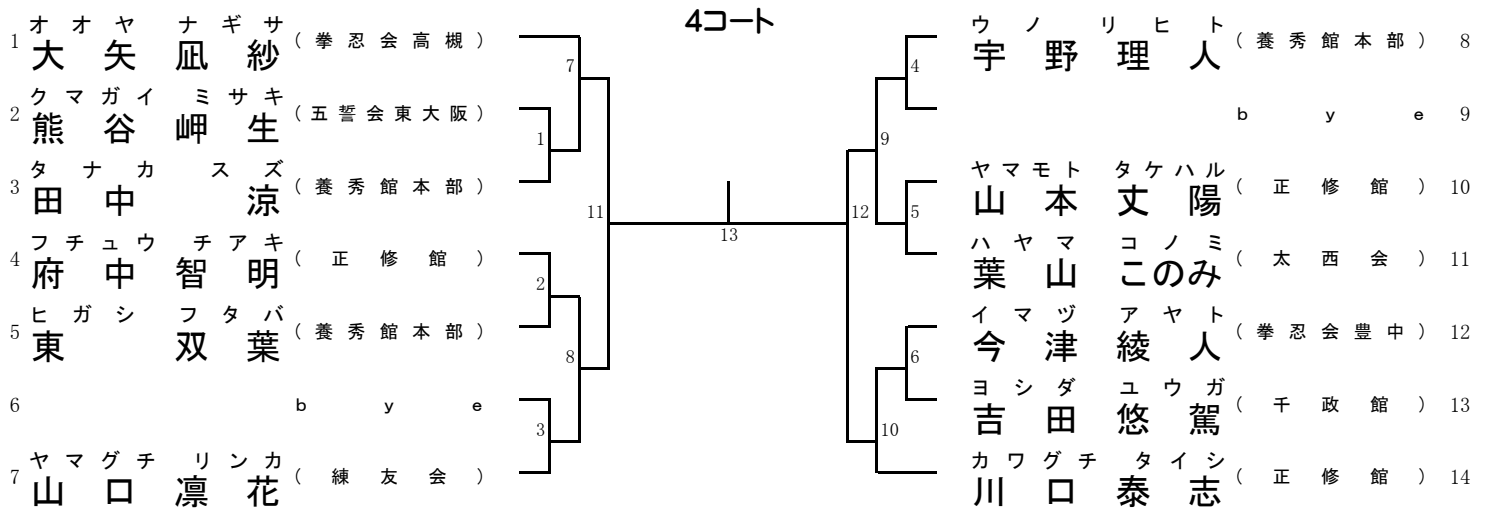 4コート
オオヤ ナギサ
1 大矢 凪紗 (拳忍会高槻)
クマガイ ミサキ
2 熊谷 岬生 (五誓会東大阪)
タナカ スズ
3 田中 涼 (養秀館本部)
フチュウ チアキ
4 府中 智明 (正修館)
ヒガシ フタバ
5 東 双葉 (養秀館本部)
6 bye
ヤマグチ リンカ
7 山口 凛花 (練友会)
7
1
11
2
8
3
13
4
9
12
5
6
10
ウノ リヒト
宇野 理人 (養秀館本部) 8
bye 9
ヤマモト タケハル
山本 丈陽 (正修館) 10
ハヤマ コノミ
葉山 このみ (太西会) 11
イマヅ アヤト
今津 綾人 (拳忍会豊中) 12
ヨシダ ユウガ
吉田 悠駕 (千政館) 13
カワグチ タイシ
川口 泰志 (正修館) 14